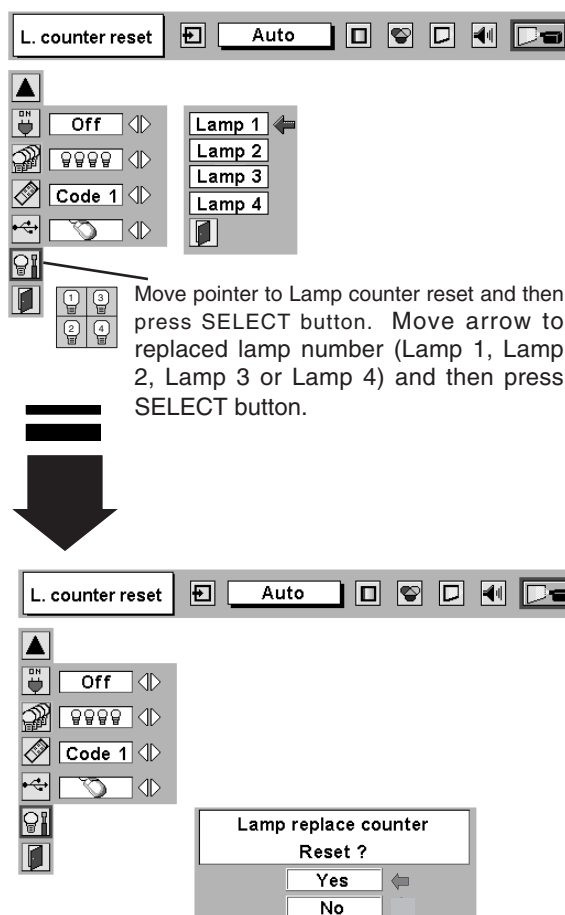 L. counter reset Auto
ON
Off Lamp 1
Lamp 2
Lamp 3
Code 1 Lamp 4
1 3
2 4
Move pointer to Lamp counter reset and then
press SELECT button. Move arrow to
replaced lamp number (Lamp 1, Lamp
2, Lamp 3 or Lamp 4) and then press
SELECT button.
L. counter reset Auto
ON
Off
Code 1
Lamp replace counter
Reset ?
Yes
No